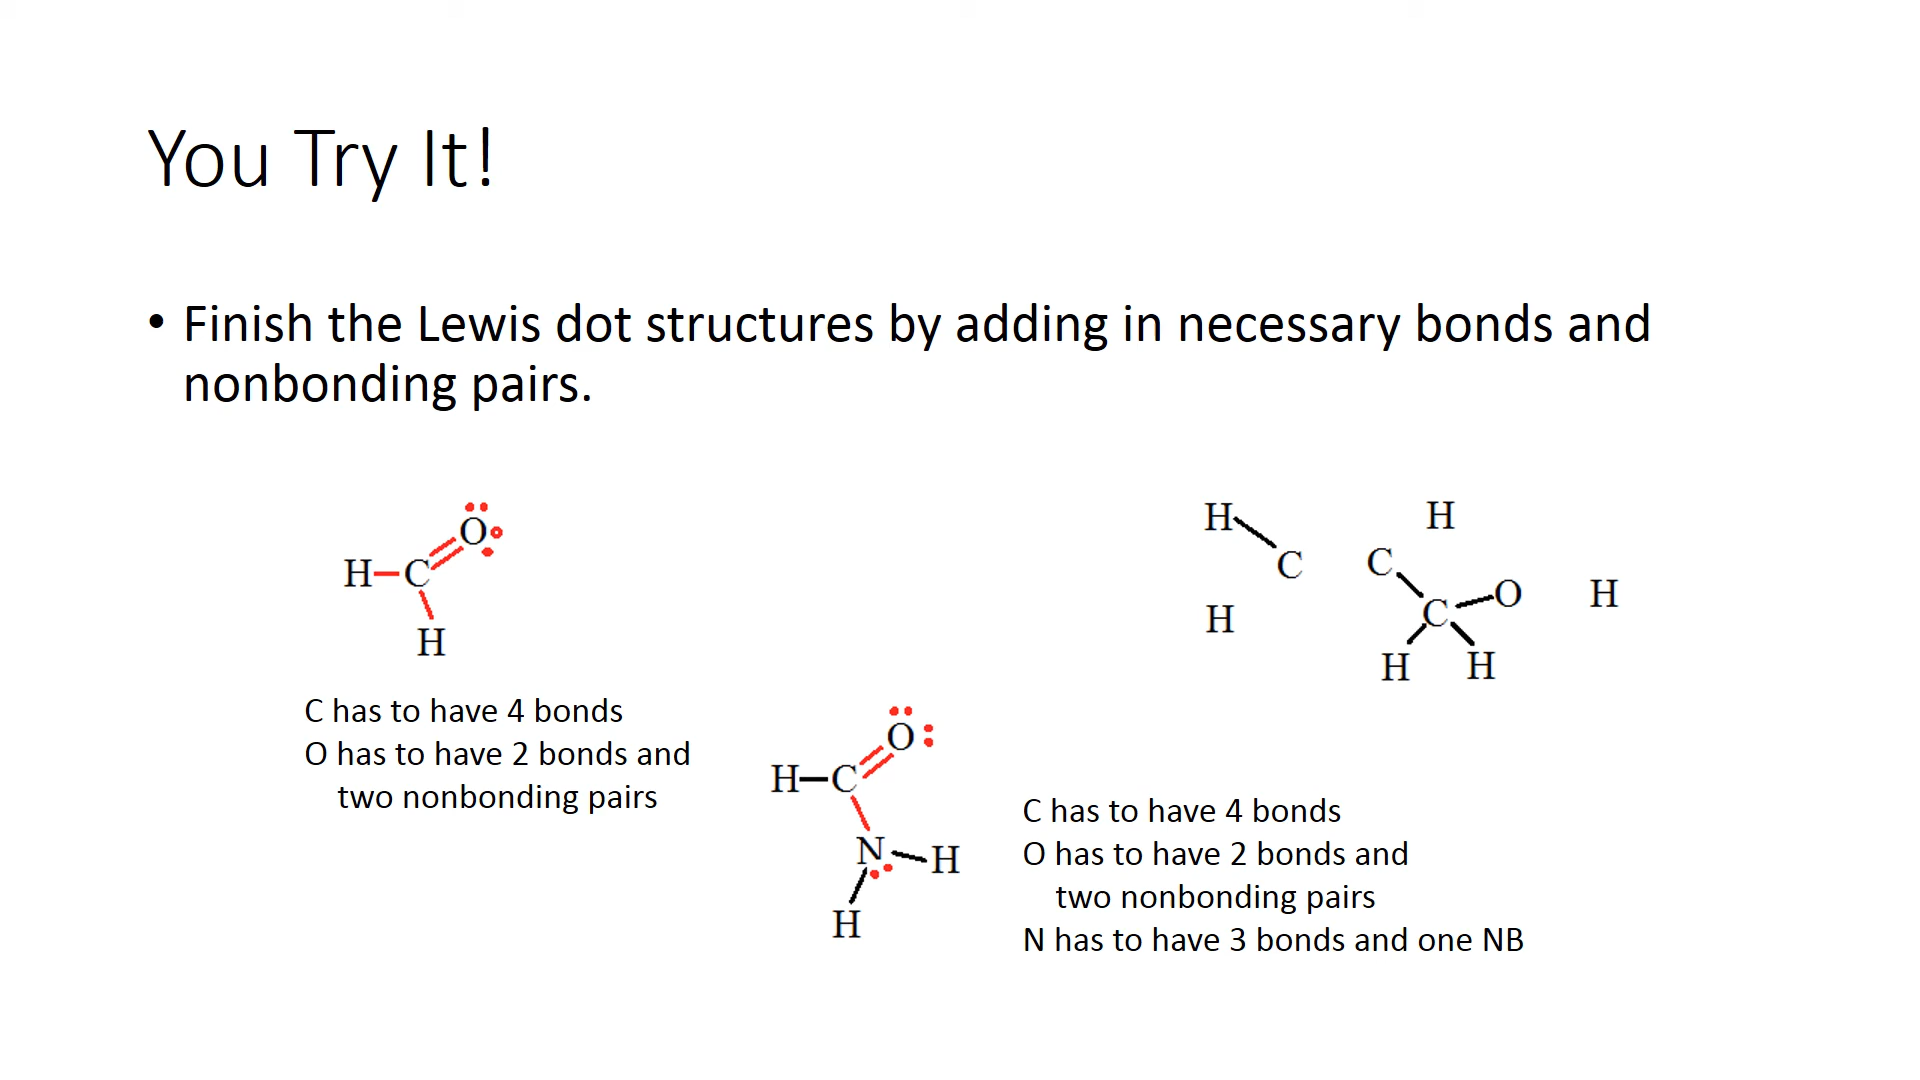 You Try It!
• Finish the Lewis dot structures by adding in necessary bonds and
nonbonding pairs.
O
H C
H
C has to have 4 bonds
O has to have 2 bonds and
two nonbonding pairs
O
H C
N H
H
H H
C C
O H
H C
H H
C has to have 4 bonds
O has to have 2 bonds and
two nonbonding pairs
N has to have 3 bonds and one NB